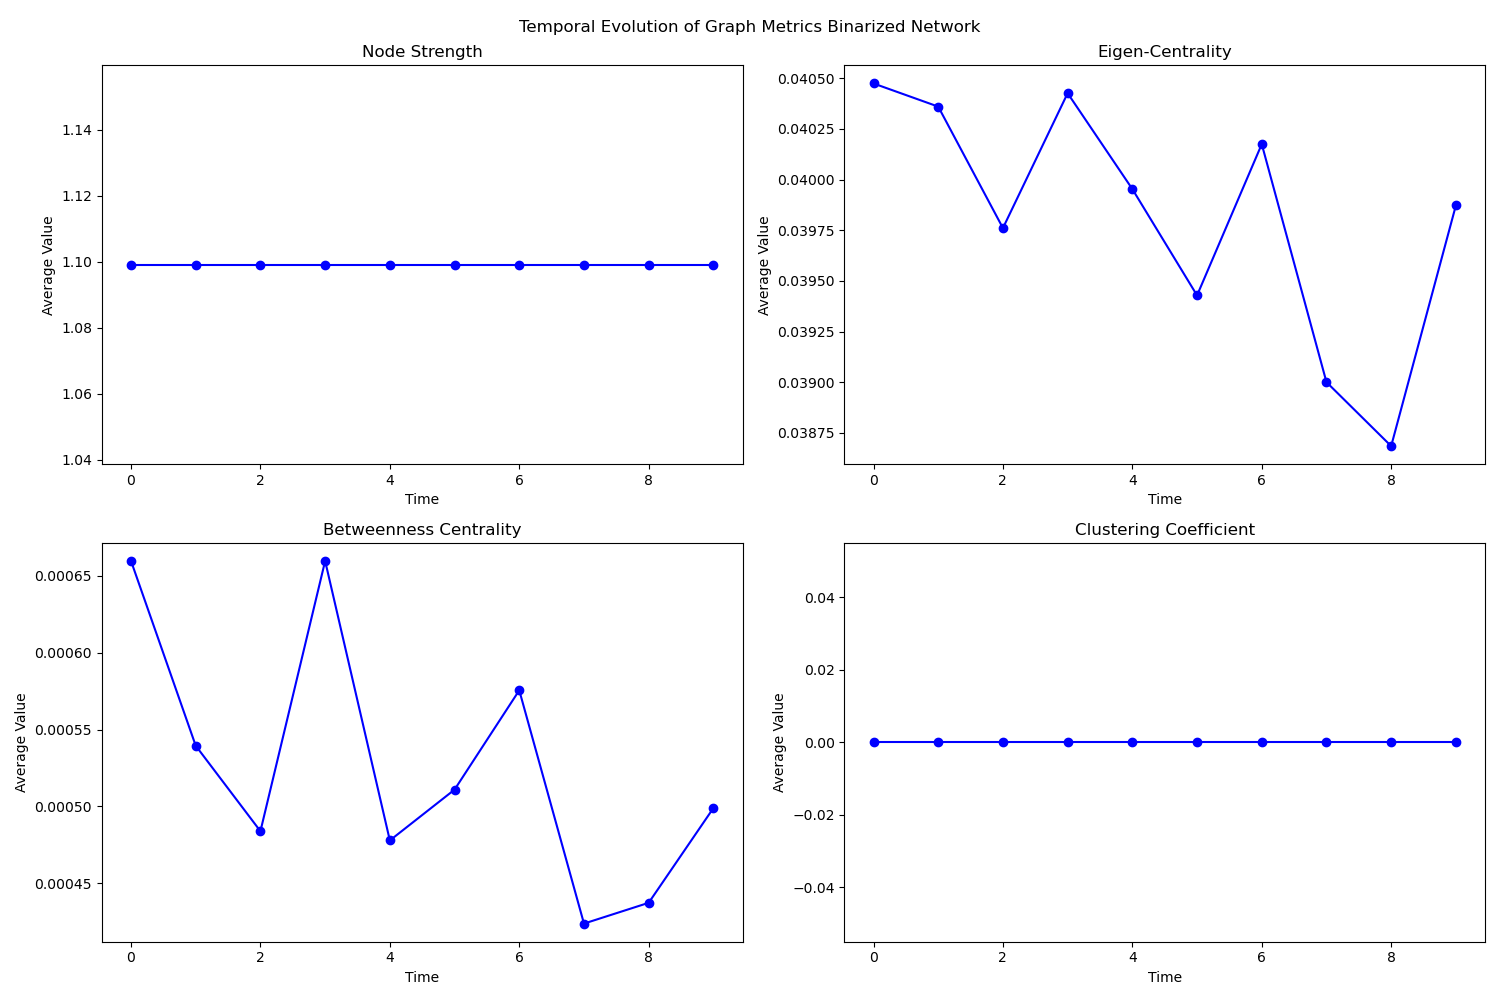 Temporal Evolution of Graph Metrics Binarized Network
Node Strength
1.14
1.12
1.10
1.08
1.06
1.04
Average Value
0 2 4 6 8
Time
Eigen-Centrality
0.04050
0.04025
0.04000
0.03975
0.03950
0.03925
0.03900
0.03875
Average Value
0 2 4 6 8
Time
Betweenness Centrality
0.00065
0.00060
0.00055
0.00050
0.00045
Average Value
0 2 4 6 8
Time
Clustering Coefficient
0.04
0.02
0.00
−0.02
−0.04
Average Value
0 2 4 6 8
Time